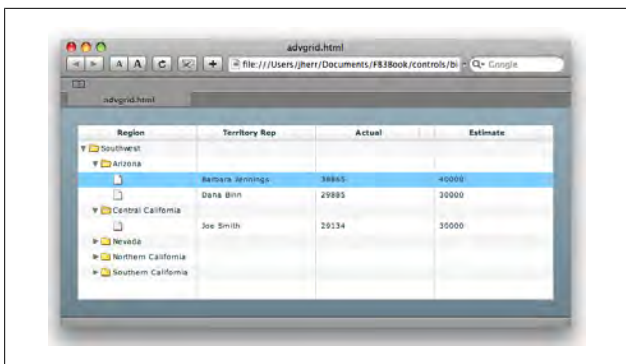 advgrid.html
A A C + file:///Users/jherr/Documents/FB3Book/controls/bi Q- Google
advgrid.html
Region Territory Rep Actual Estimate
Southwest
Arizona
Barbara Jennings 38865 40000
Dana Binn 29885 30000
Central California
Joe Smith 29134 30000
Nevada
Northern California
Southern California